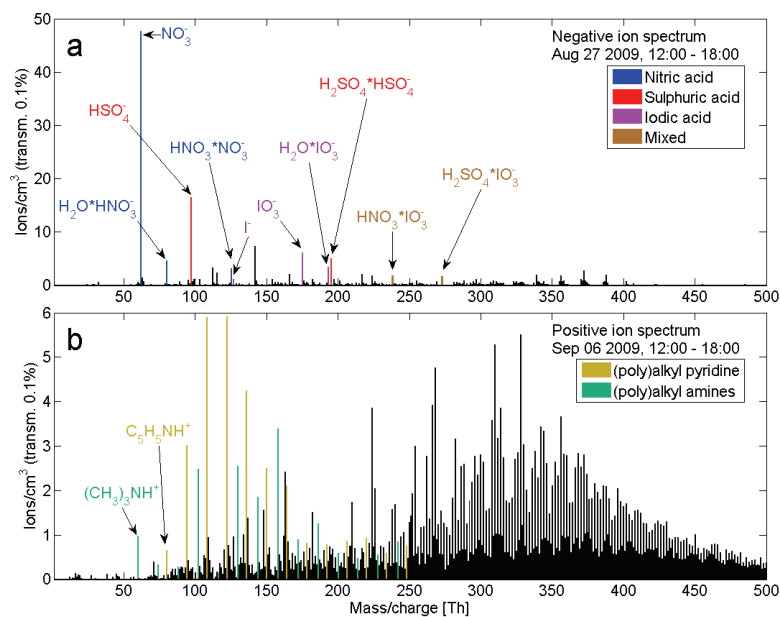 a
Negative ion spectrum
Aug 27 2009, 12:00 - 18:00
Nitric acid
Sulphuric acid
Iodic acid
Mixed
NO₃⁻
HSO₄⁻
H₂SO₄*HSO₄⁻
HNO₃*NO₃⁻
H₂O*IO₃⁻
H₂O*HNO₃⁻
I⁻
IO₃⁻
HNO₃*IO₃⁻
H₂SO₄*IO₃⁻
Ions/cm³ (transm. 0.1%)
50
40
30
20
10
0
50 100 150 200 250 300 350 400 450 500
b
Positive ion spectrum
Sep 06 2009, 12:00 - 18:00
(poly)alkyl pyridine
(poly)alkyl amines
C₅H₅NH⁺
(CH₃)₃NH⁺
Ions/cm³ (transm. 0.1%)
6
5
4
3
2
1
0
50 100 150 200 250 300 350 400 450 500
Mass/charge [Th]